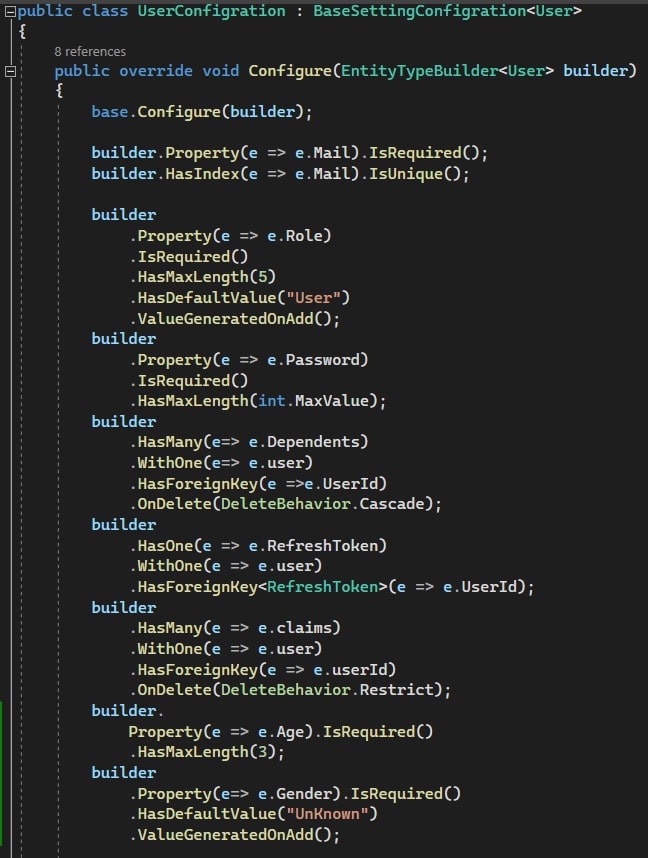 public class UserConfigration : BaseSettingConfigration<User>
{
8 references
public override void Configure(EntityTypeBuilder<User> builder)
{
base.Configure(builder);
builder.Property(e => e.Mail).IsRequired();
builder.HasIndex(e => e.Mail).IsUnique();
builder
.Property(e => e.Role)
.IsRequired()
.HasMaxLength(5)
.HasDefaultValue("User")
.ValueGeneratedOnAdd();
builder
.Property(e => e.Password)
.IsRequired()
.HasMaxLength(int.MaxValue);
builder
.HasMany(e=> e.Dependents)
.WithOne(e=> e.user)
.HasForeignKey(e =>e.UserId)
.OnDelete(DeleteBehavior.Cascade);
builder
.HasOne(e => e.RefreshToken)
.WithOne(e => e.user)
.HasForeignKey<RefreshToken>(e => e.UserId);
builder
.HasMany(e => e.claims)
.WithOne(e => e.user)
.HasForeignKey(e => e.userId)
.OnDelete(DeleteBehavior.Restrict);
builder.
Property(e => e.Age).IsRequired()
.HasMaxLength(3);
builder
.Property(e=> e.Gender).IsRequired()
.HasDefaultValue("UnKnown")
.ValueGeneratedOnAdd();